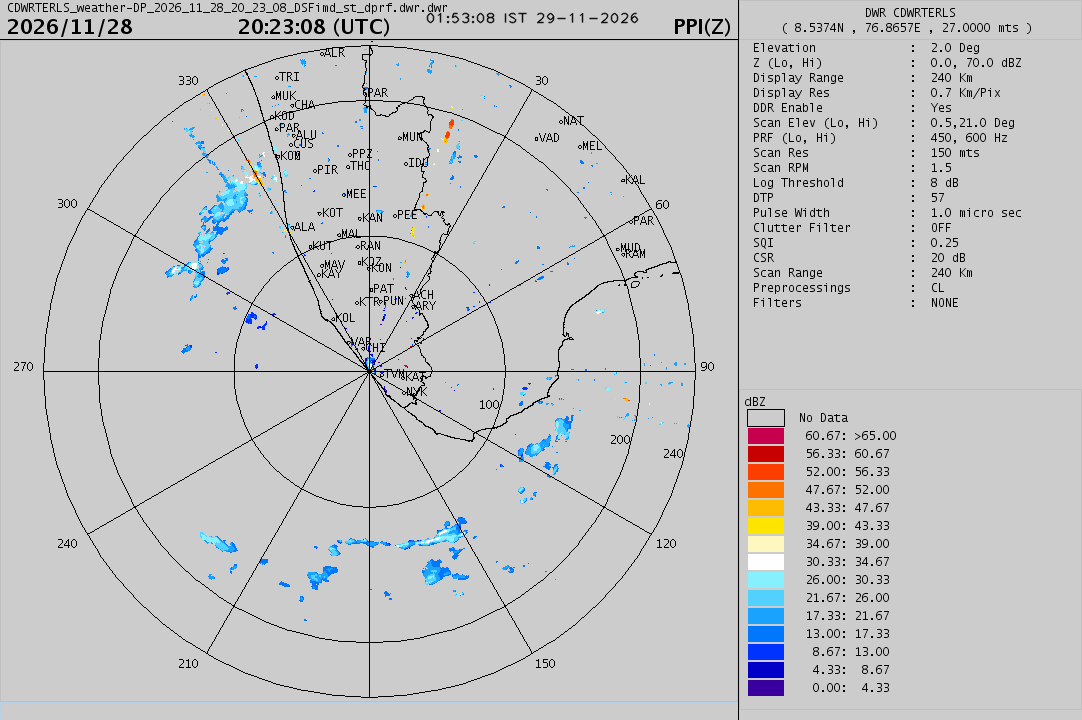 CDWRTERLS_weather-DP_2026_11_28_20_23_08_DSFimd_st_dprf.dwr.dwr
2026/11/28 20:23:08 (UTC) 01:53:08 IST 29-11-2026 PPI(Z)
DWR CDWRTERLS
( 8.5374N , 76.8657E , 27.0000 mts )
Elevation : 2.0 Deg
Z (Lo, Hi) : 0.0, 70.0 dBZ
Display Range : 240 Km
Display Res : 0.7 Km/Pix
DDR Enable : Yes
Scan Elev (Lo, Hi) : 0.5,21.0 Deg
PRF (Lo, Hi) : 450, 600 Hz
Scan Res : 150 mts
Scan RPM : 1.5
Log Threshold : 8 dB
DTP : 57
Pulse Width : 1.0 micro sec
Clutter Filter : OFF
SQI : 0.25
CSR : 20 dB
Scan Range : 240 Km
Preprocessings : CL
Filters : NONE
dBZ
No Data
60.67: >65.00
56.33: 60.67
52.00: 56.33
47.67: 52.00
43.33: 47.67
39.00: 43.33
34.67: 39.00
30.33: 34.67
26.00: 30.33
21.67: 26.00
17.33: 21.67
13.00: 17.33
8.67: 13.00
4.33: 8.67
0.00: 4.33
ALR
330 TRI 30
MUK PAR
CHA
KOD NAT
PAR
ALU MUN VAD
CUS MEL
KOM PPZ
THO IDU
PIR KAL
MEE
300 60
KOT KAN PEE PAR
ALA
MAL
KUT RAN MUD
RAM
KOZ
MAV KON
KAY
PAT
ACH
KTR PUN
ARY
KOL
VAR
THI
270 TVN KAT 90
NYK
100
200
240
240 120
210 150